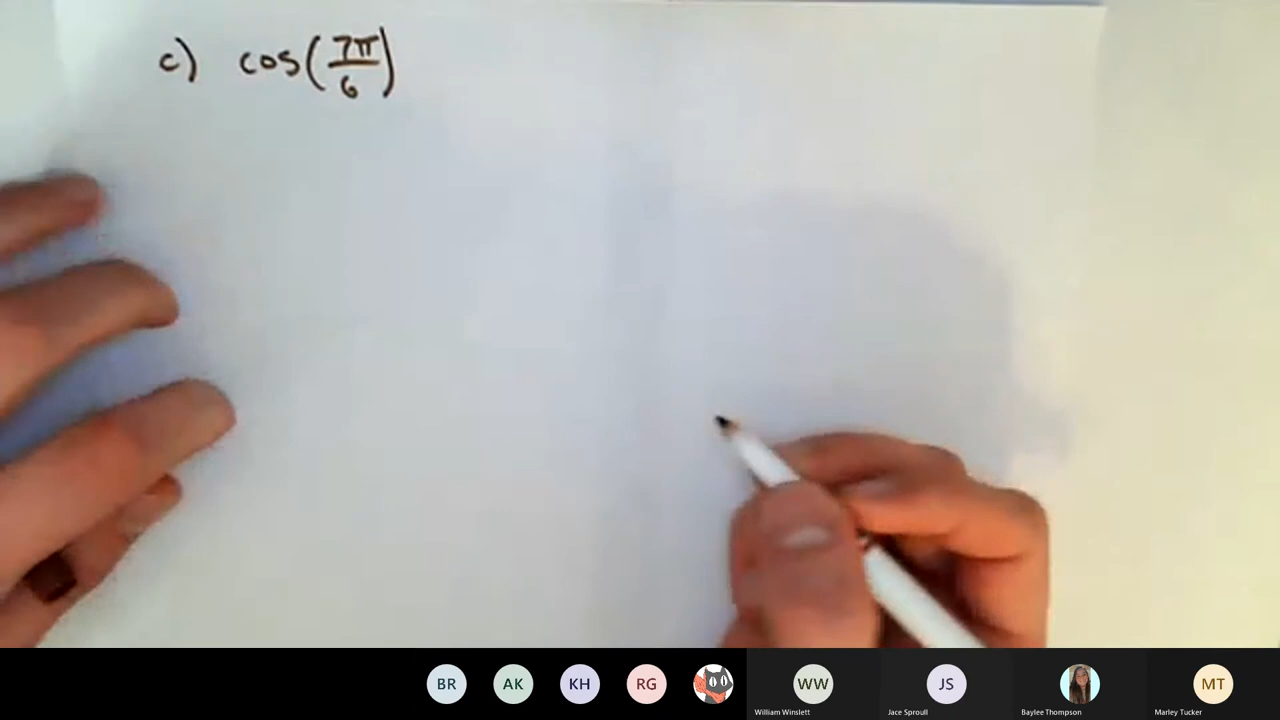 c) cos(7π/6)
BR AK KH RG WW JS MT
William Winslett Jace Sproull Baylee Thompson Marley Tucker